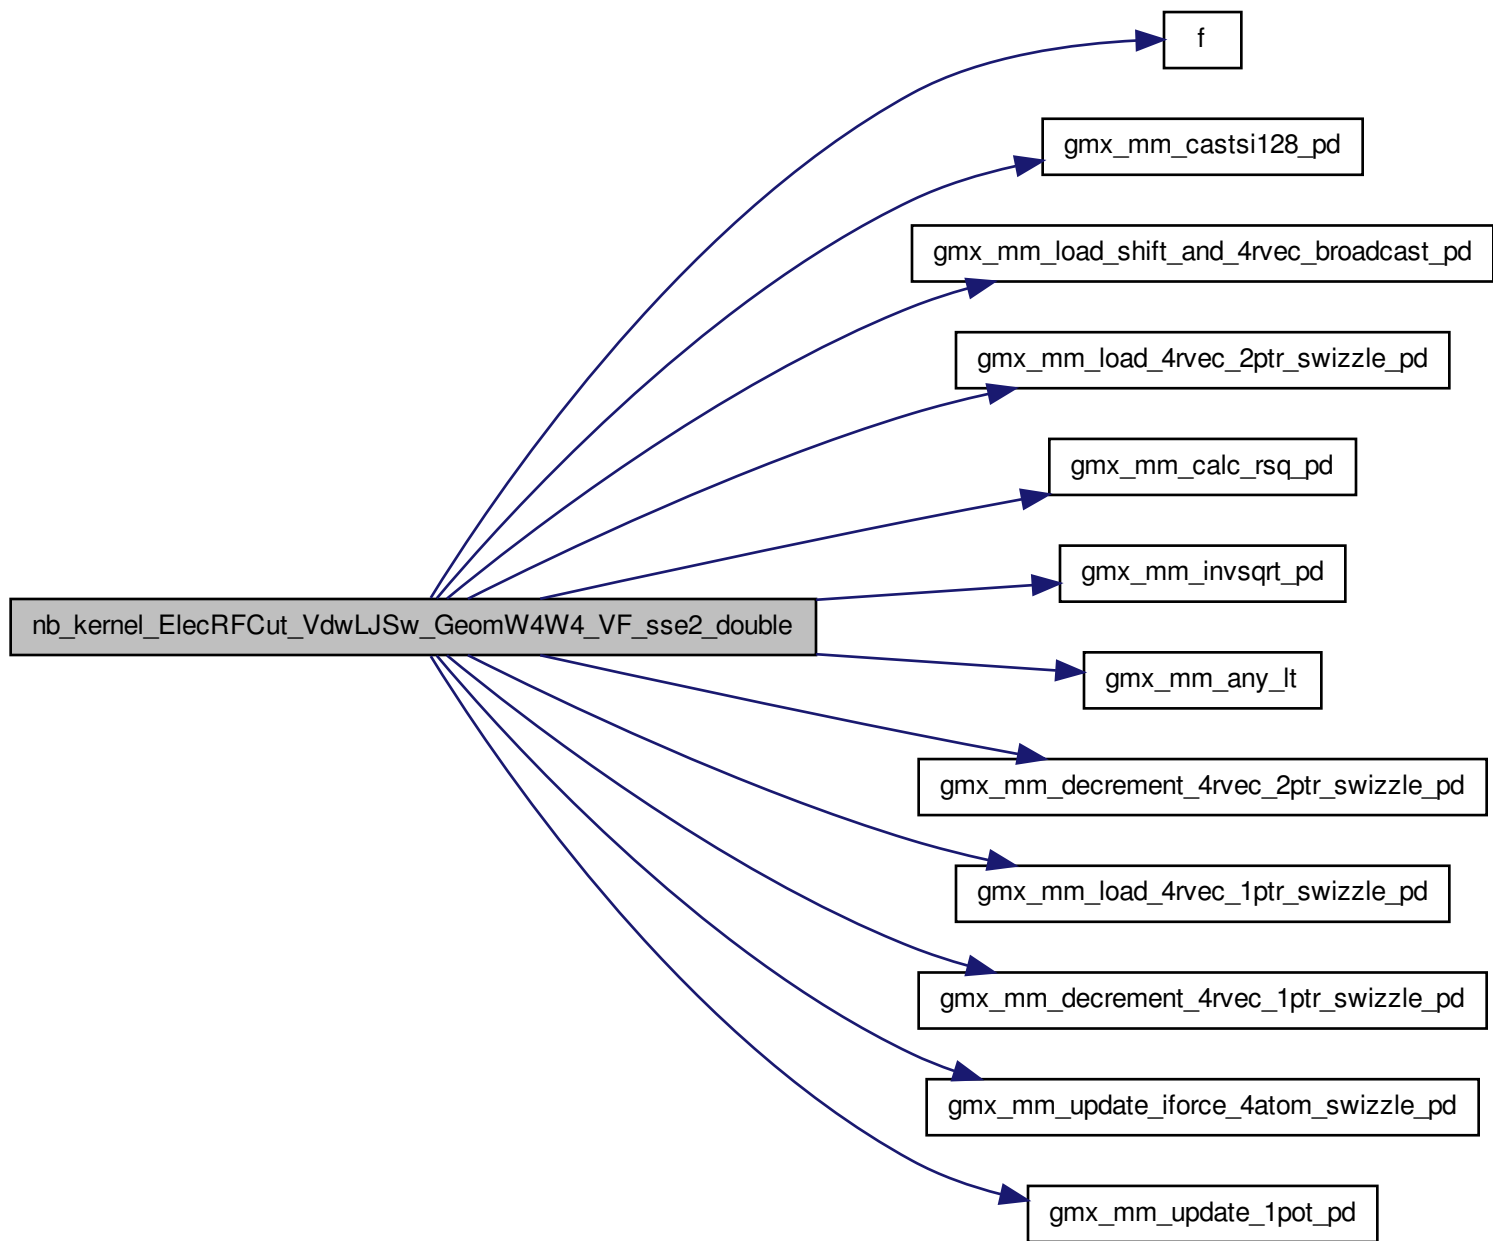 f
gmx_mm_castsi128_pd
gmx_mm_load_shift_and_4rvec_broadcast_pd
gmx_mm_load_4rvec_2ptr_swizzle_pd
gmx_mm_calc_rsq_pd
gmx_mm_invsqrt_pd
nb_kernel_ElecRFCut_VdwLJSw_GeomW4W4_VF_sse2_double
gmx_mm_any_lt
gmx_mm_decrement_4rvec_2ptr_swizzle_pd
gmx_mm_load_4rvec_1ptr_swizzle_pd
gmx_mm_decrement_4rvec_1ptr_swizzle_pd
gmx_mm_update_iforce_4atom_swizzle_pd
gmx_mm_update_1pot_pd